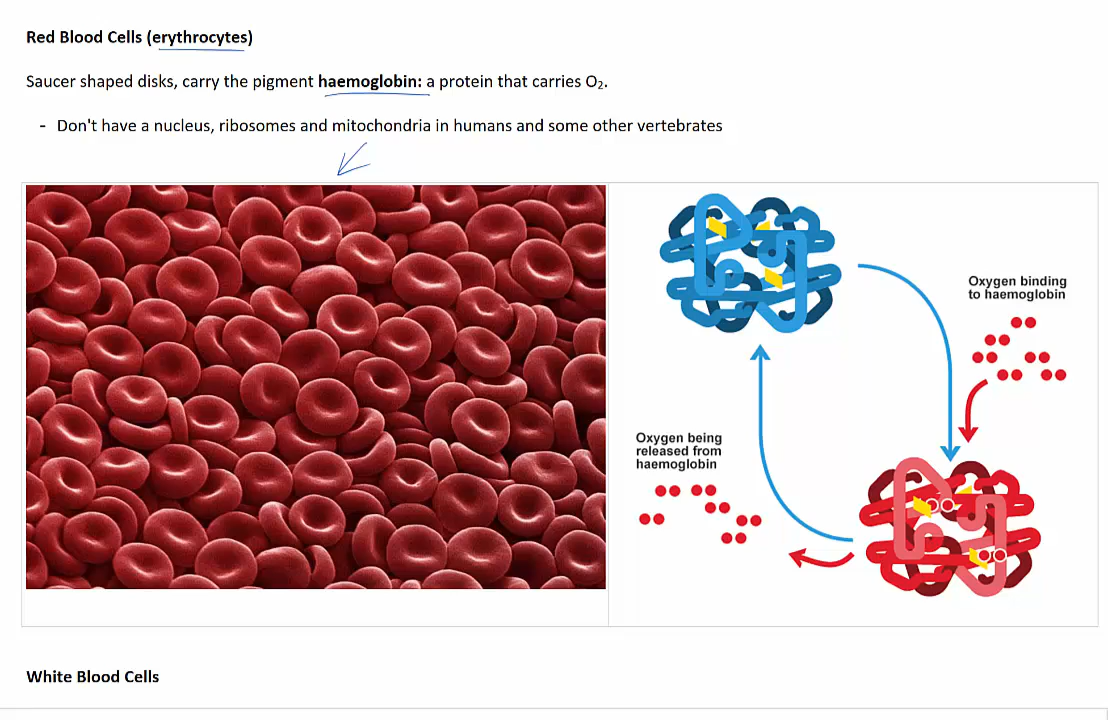 Red Blood Cells (erythrocytes)
Saucer shaped disks, carry the pigment haemoglobin: a protein that carries O₂.
- Don't have a nucleus, ribosomes and mitochondria in humans and some other vertebrates
Oxygen binding
to haemoglobin
Oxygen being
released from
haemoglobin
White Blood Cells